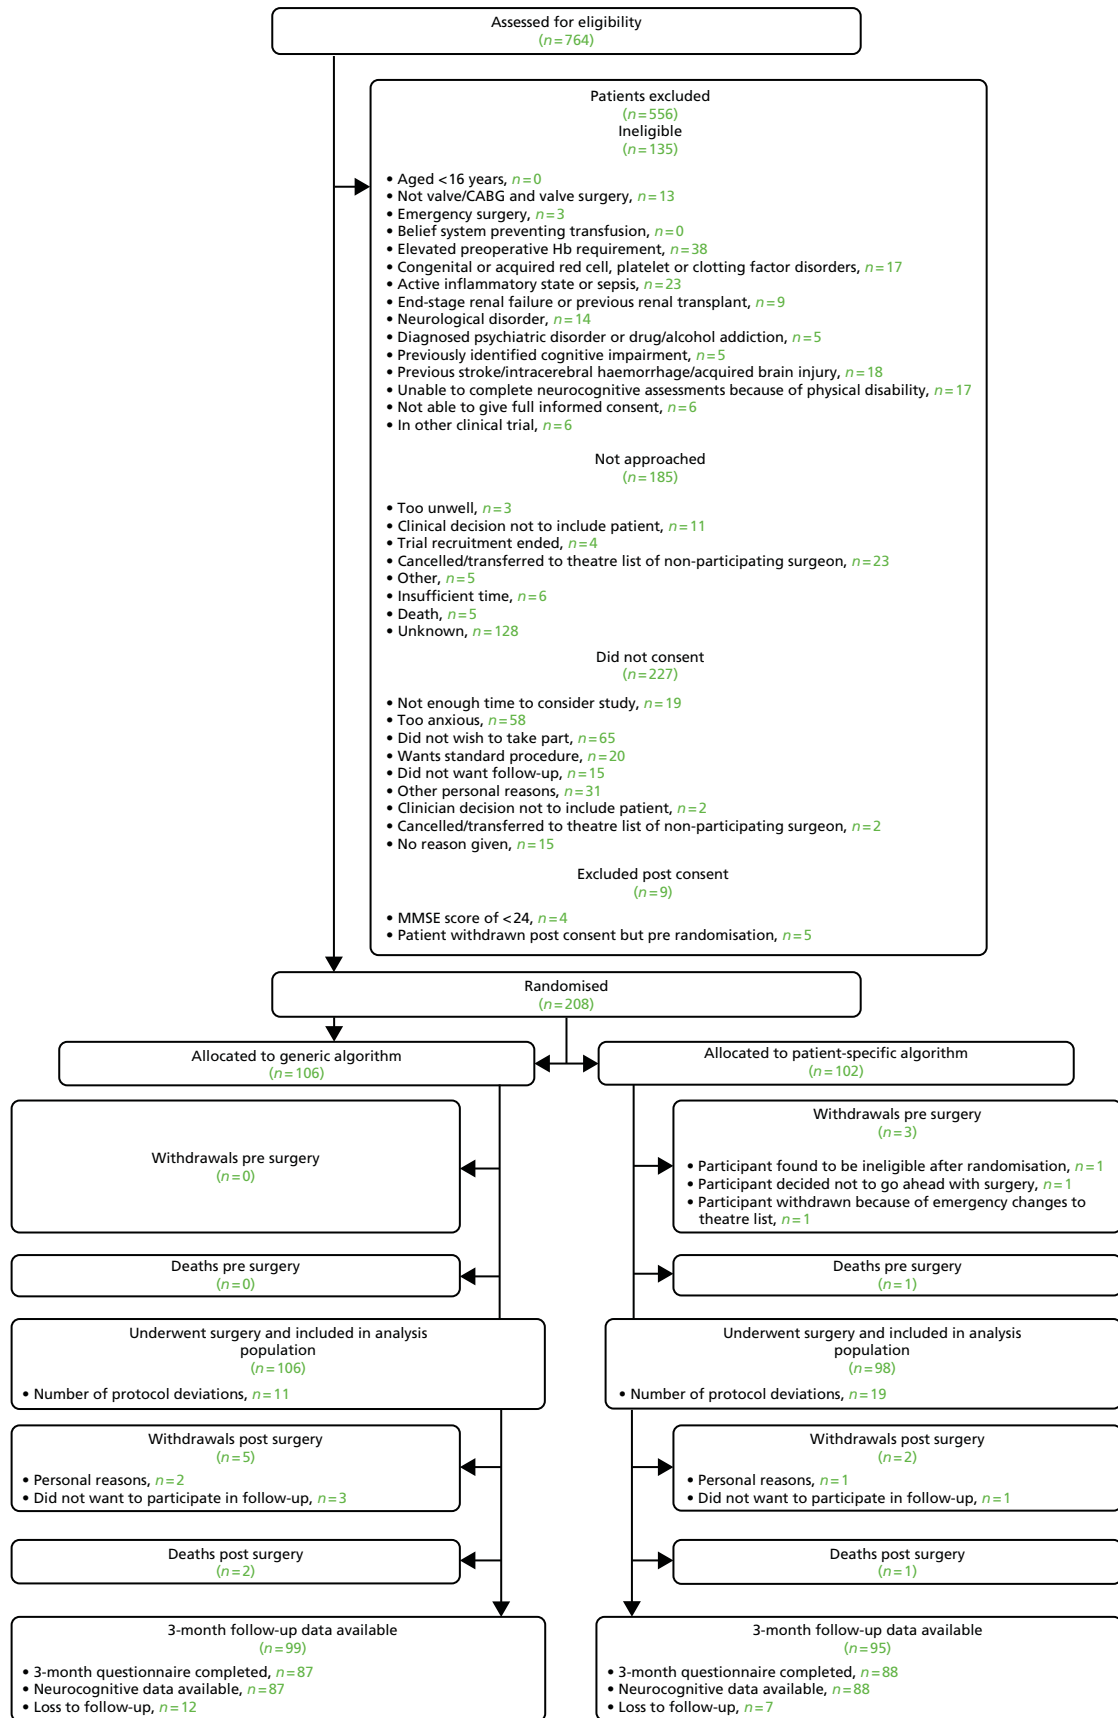 Assessed for eligibility
(n=764)
Patients excluded
(n=556)
Ineligible
(n=135)
• Aged <16 years, n=0
• Not valve/CABG and valve surgery, n=13
• Emergency surgery, n=3
• Belief system preventing transfusion, n=0
• Elevated preoperative Hb requirement, n=38
• Congenital or acquired red cell, platelet or clotting factor disorders, n=17
• Active inflammatory state or sepsis, n=23
• End-stage renal failure or previous renal transplant, n=9
• Neurological disorder, n=14
• Diagnosed psychiatric disorder or drug/alcohol addiction, n=5
• Previously identified cognitive impairment, n=5
• Previous stroke/intracerebral haemorrhage/acquired brain injury, n=18
• Unable to complete neurocognitive assessments because of physical disability, n=17
• Not able to give full informed consent, n=6
• In other clinical trial, n=6
Not approached
(n=185)
• Too unwell, n=3
• Clinical decision not to include patient, n=11
• Trial recruitment ended, n=4
• Cancelled/transferred to theatre list of non-participating surgeon, n=23
• Other, n=5
• Insufficient time, n=6
• Death, n=5
• Unknown, n=128
Did not consent
(n=227)
• Not enough time to consider study, n=19
• Too anxious, n=58
• Did not wish to take part, n=65
• Wants standard procedure, n=20
• Did not want follow-up, n=15
• Other personal reasons, n=31
• Clinician decision not to include patient, n=2
• Cancelled/transferred to theatre list of non-participating surgeon, n=2
• No reason given, n=15
Excluded post consent
(n=9)
• MMSE score of <24, n=4
• Patient withdrawn post consent but pre randomisation, n=5
Randomised
(n=208)
Allocated to generic algorithm
(n=106)
Allocated to patient-specific algorithm
(n=102)
Withdrawals pre surgery
(n=0)
Withdrawals pre surgery
(n=3)
• Participant found to be ineligible after randomisation, n=1
• Participant decided not to go ahead with surgery, n=1
• Participant withdrawn because of emergency changes to
theatre list, n=1
Deaths pre surgery
(n=0)
Deaths pre surgery
(n=1)
Underwent surgery and included in analysis
population
(n=106)
• Number of protocol deviations, n=11
Underwent surgery and included in analysis
population
(n=98)
• Number of protocol deviations, n=19
Withdrawals post surgery
(n=5)
• Personal reasons, n=2
• Did not want to participate in follow-up, n=3
Withdrawals post surgery
(n=2)
• Personal reasons, n=1
• Did not want to participate in follow-up, n=1
Deaths post surgery
(n=2)
Deaths post surgery
(n=1)
3-month follow-up data available
(n=99)
• 3-month questionnaire completed, n=87
• Neurocognitive data available, n=87
• Loss to follow-up, n=12
3-month follow-up data available
(n=95)
• 3-month questionnaire completed, n=88
• Neurocognitive data available, n=88
• Loss to follow-up, n=7